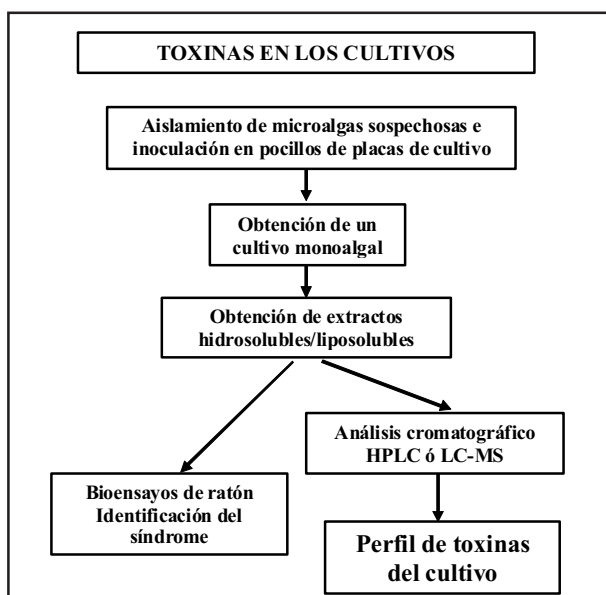 TOXINAS EN LOS CULTIVOS
Aislamiento de microalgas sospechosas e
inoculación en pocillos de placas de cultivo
Obtención de un
cultivo monoalgal
Obtención de extractos
hidrosolubles/liposolubles
Análisis cromatográfico
HPLC ó LC-MS
Bioensayos de ratón
Identificación del
síndrome
Perfil de toxinas
del cultivo